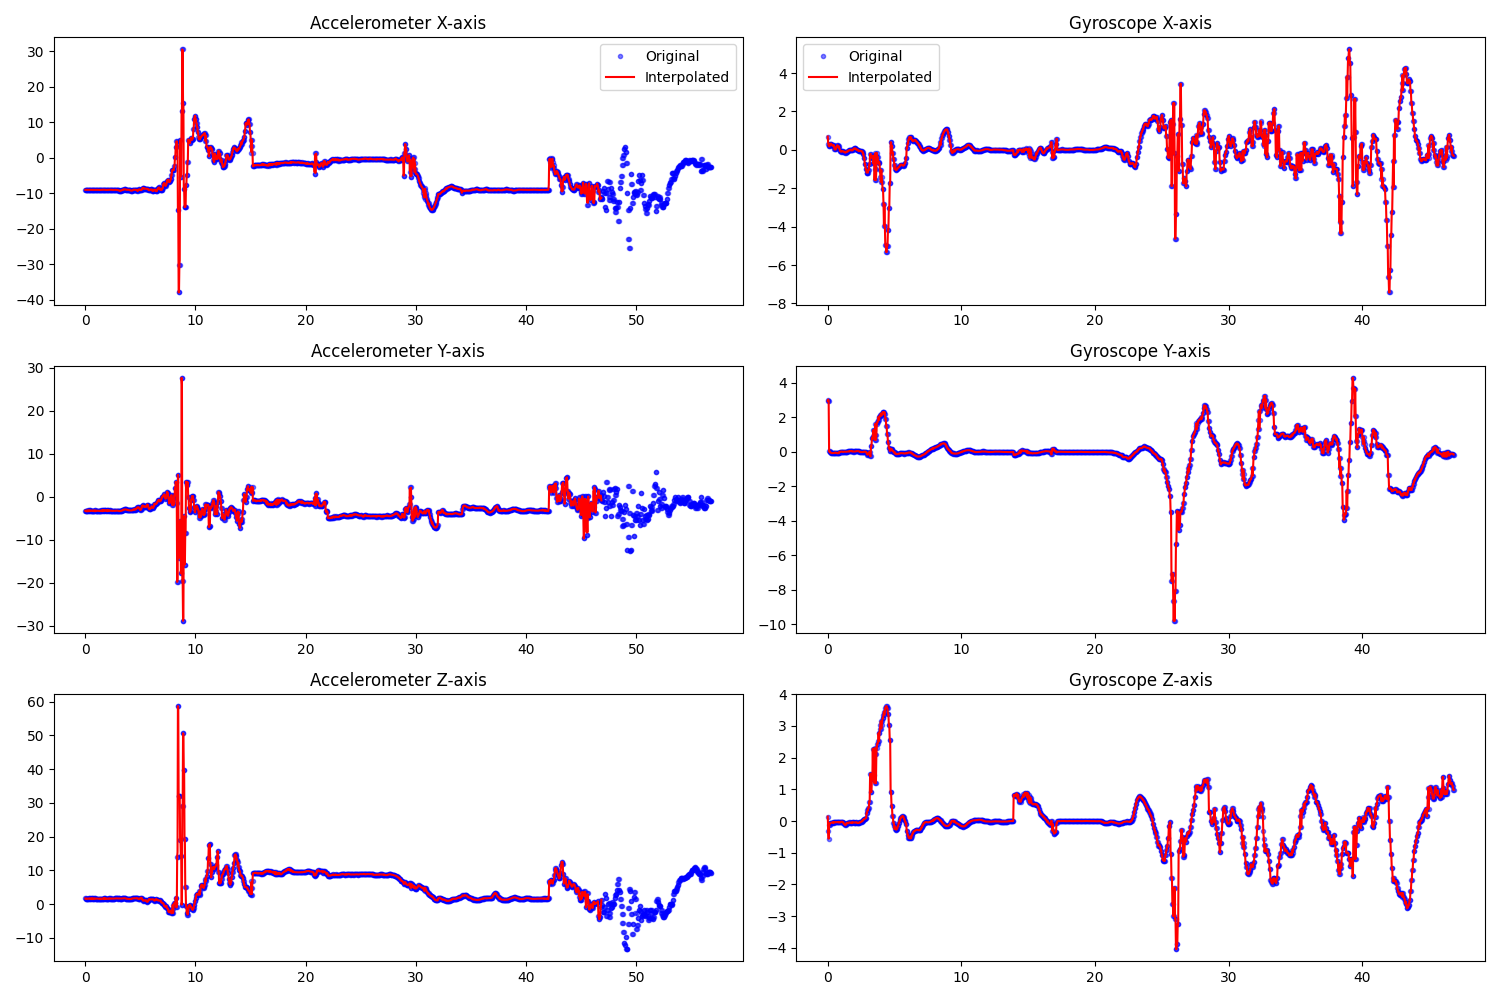 Accelerometer X-axis
Original
Interpolated
30
20
10
0
−10
−20
−30
−40
0 10 20 30 40 50
Gyroscope X-axis
Original
Interpolated
4
2
0
−2
−4
−6
−8
0 10 20 30 40
Accelerometer Y-axis
30
20
10
0
−10
−20
−30
0 10 20 30 40 50
Gyroscope Y-axis
4
2
0
−2
−4
−6
−8
−10
0 10 20 30 40
Accelerometer Z-axis
60
50
40
30
20
10
0
−10
0 10 20 30 40 50
Gyroscope Z-axis
4
3
2
1
0
−1
−2
−3
−4
0 10 20 30 40